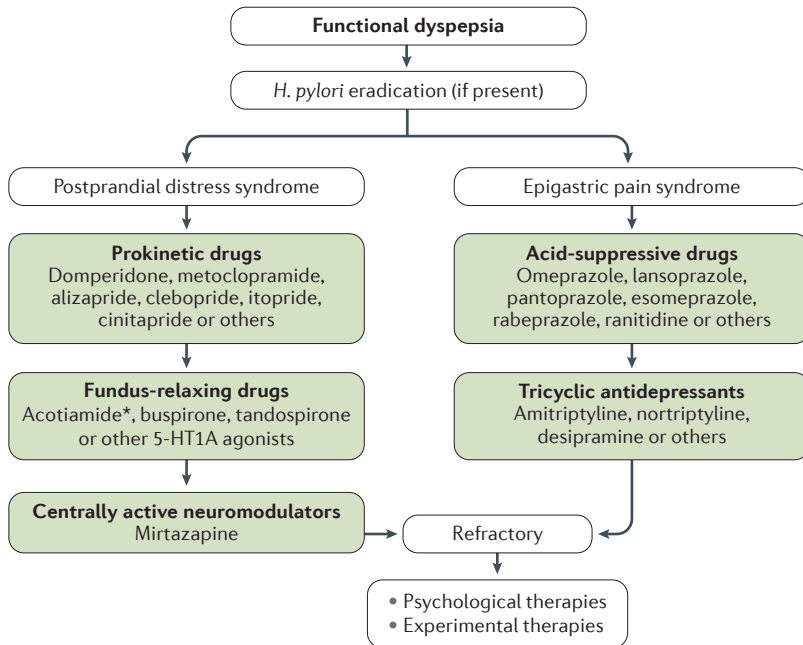 Functional dyspepsia
H. pylori eradication (if present)
Postprandial distress syndrome
Epigastric pain syndrome
Prokinetic drugs
Domperidone, metoclopramide,
alizapride, clebopride, itopride,
cinitapride or others
Acid-suppressive drugs
Omeprazole, lansoprazole,
pantoprazole, esomeprazole,
rabeprazole, ranitidine or others
Fundus-relaxing drugs
Acotiamide*, buspirone, tandospirone
or other 5-HT1A agonists
Tricyclic antidepressants
Amitriptyline, nortriptyline,
desipramine or others
Centrally active neuromodulators
Mirtazapine
Refractory
• Psychological therapies
• Experimental therapies